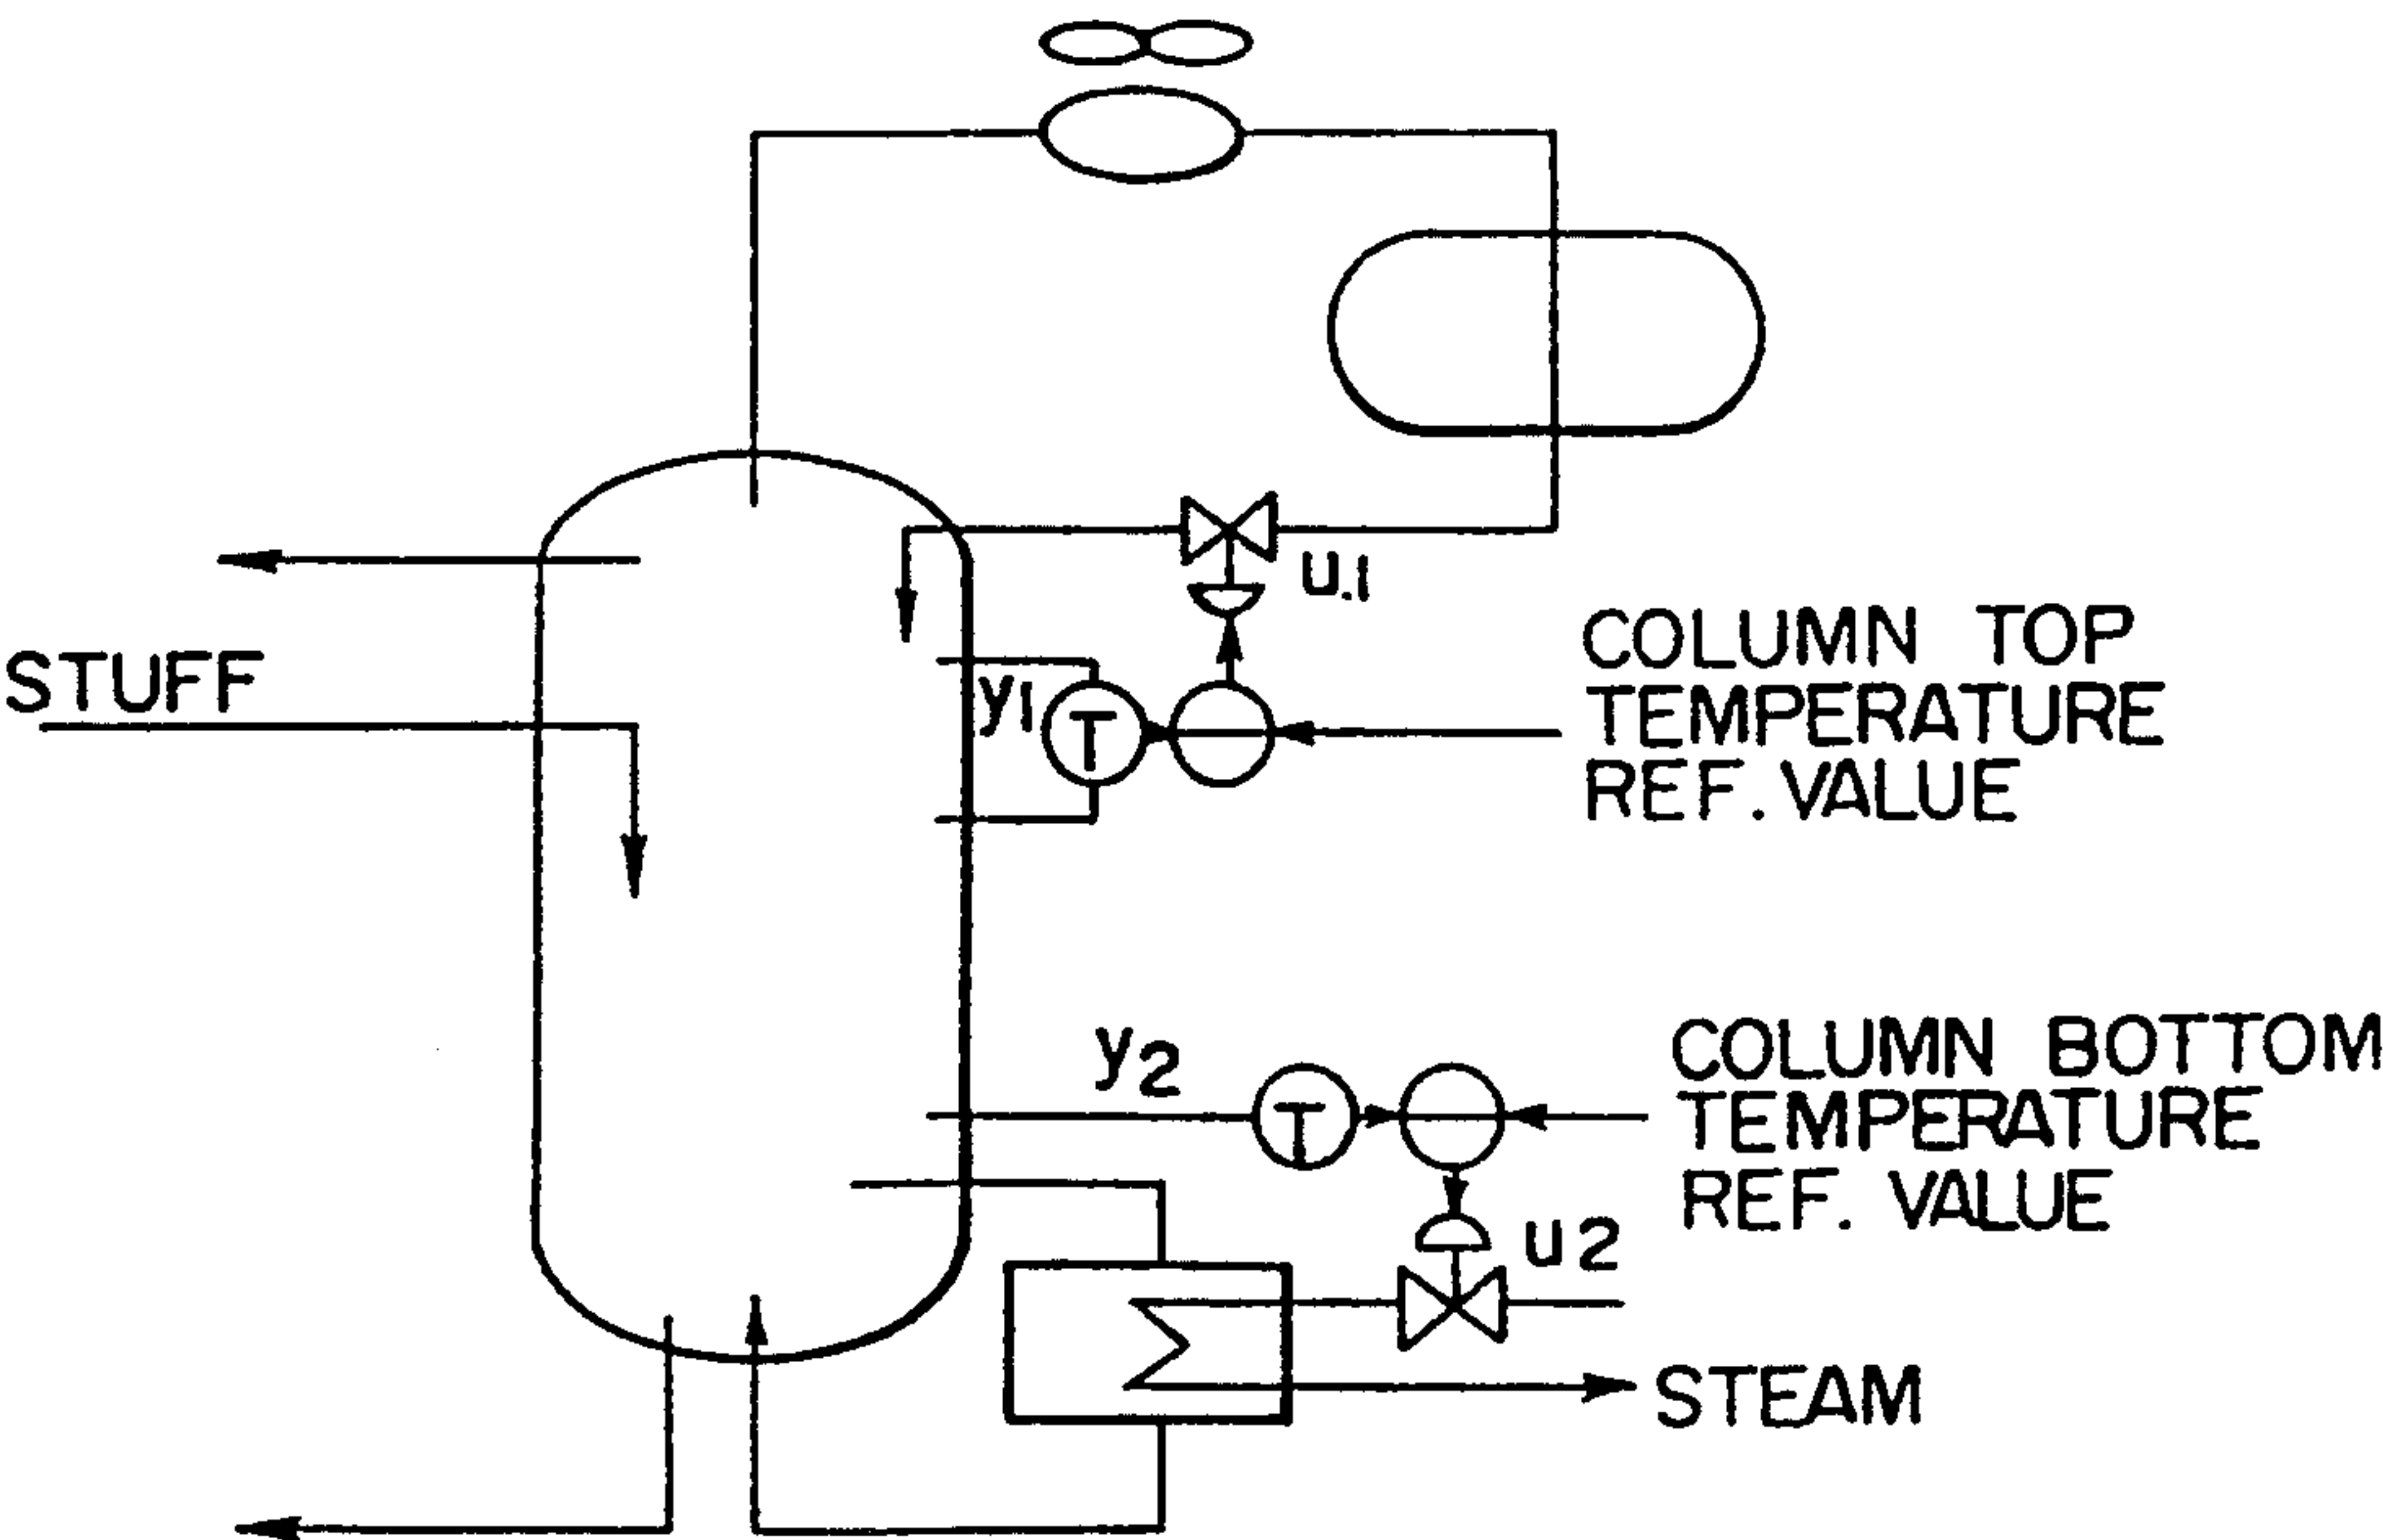 u.1
COLUMN TOP
TEMPERATURE
REF. VALUE
STUFF
y1
T
y2
T
COLUMN BOTTOM
TEMPERATURE
REF. VALUE
u2
STEAM